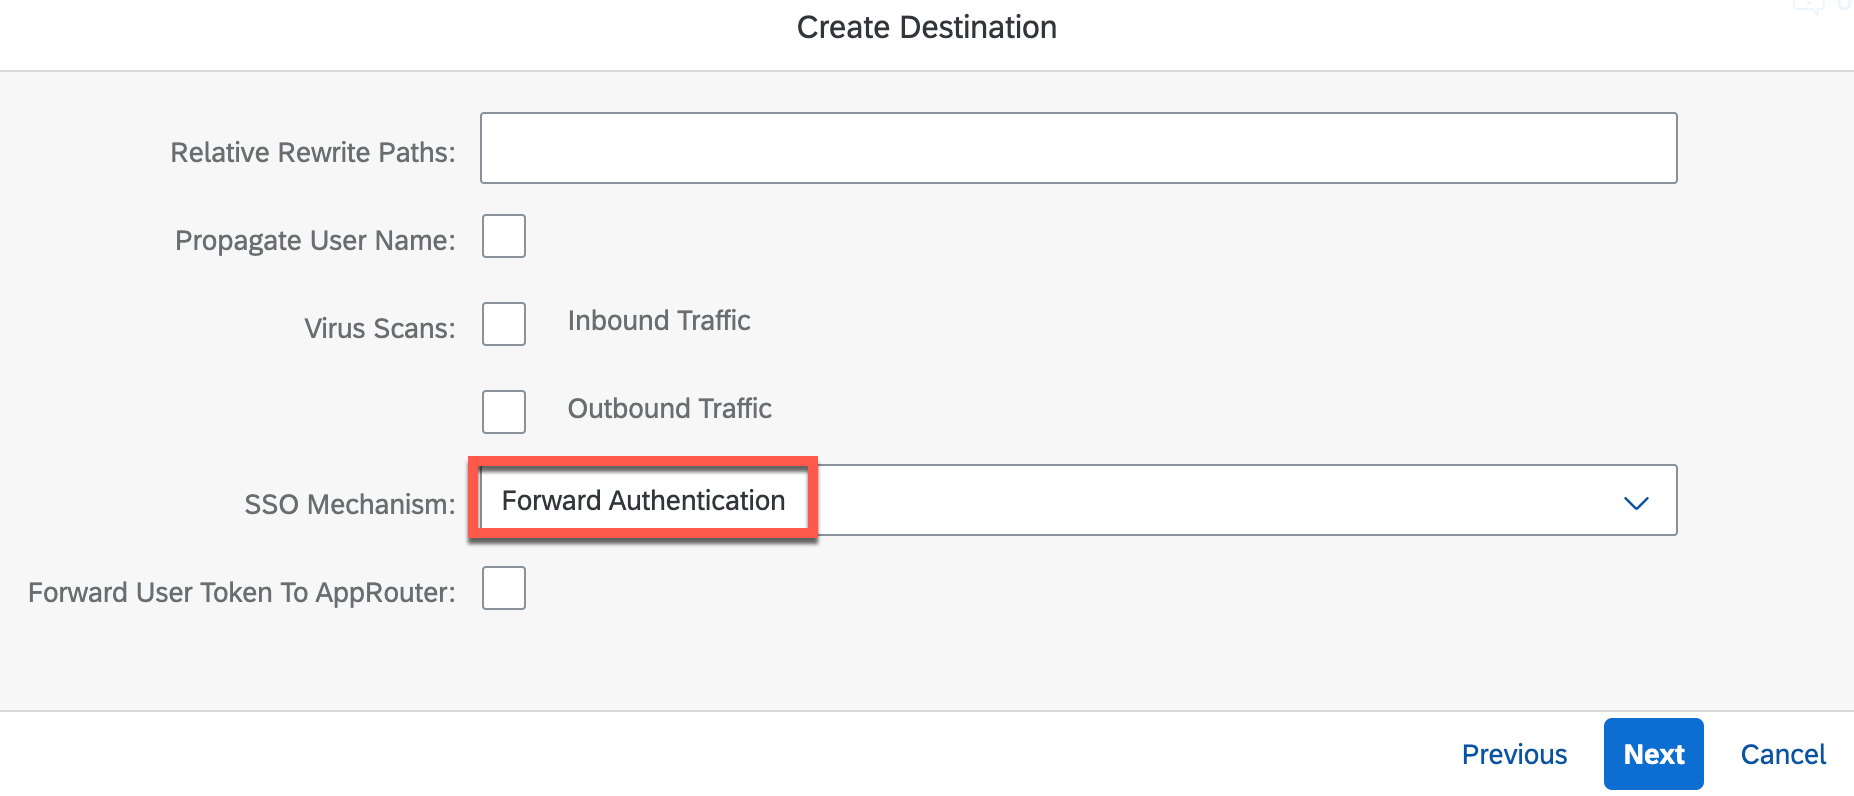 Create Destination
Relative Rewrite Paths:
Propagate User Name:
Virus Scans: Inbound Traffic
Outbound Traffic
SSO Mechanism: Forward Authentication
Forward User Token To AppRouter:
Previous Next Cancel